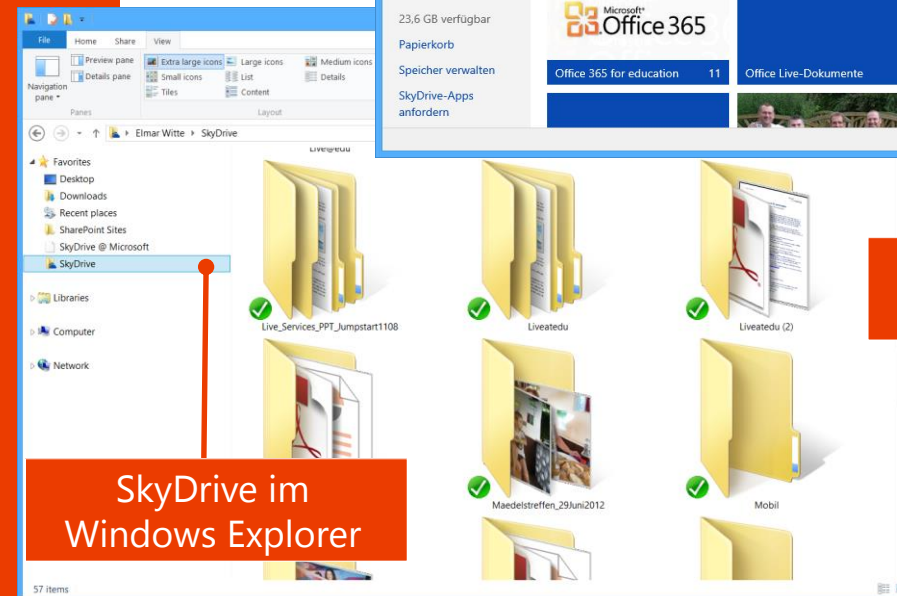 23,6 GB verfügbar
Papierkorb
Speicher verwalten
SkyDrive-Apps
anfordern
Microsoft®
Office 365
Office 365 for education 11
Office Live-Dokumente
File Home Share View
Navigation
pane
Preview pane
Details pane
Extra large icons
Large icons
Medium icons
Small icons
List
Details
Tiles
Content
Panes
Layout
Elmar Witte SkyDrive
Favorites
Desktop
Downloads
Recent places
SharePoint Sites
SkyDrive @ Microsoft
SkyDrive
Libraries
Computer
Network
Live@edu
Live_Services_PPT_Jumpstart1108
Liveatedu
Liveatedu (2)
Maedelstreffen_29Juni2012
Mobil
SkyDrive im
Windows Explorer
57 items